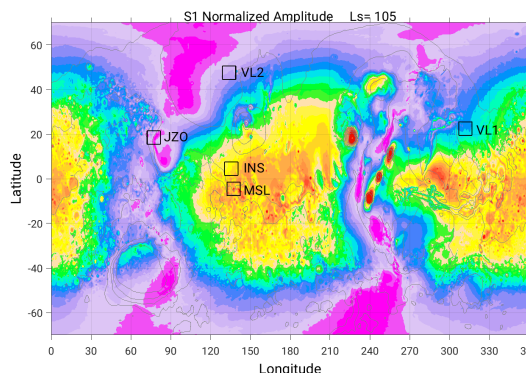 S1 Normalized Amplitude Ls= 105
60
40
20
0
-20
-40
-60
Latitude
VL2
JZO
VL1
INS
MSL
0 30 60 90 120 150 180 210 240 270 300 330
Longitude